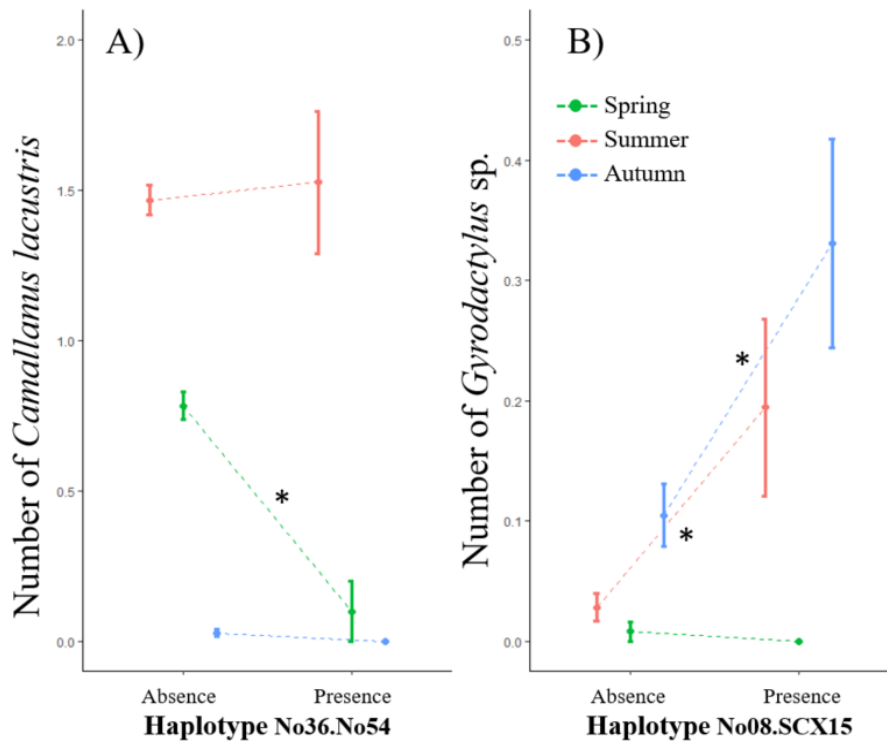 A)
Number of Camallanus lacustris
2.0
1.5
1.0
0.5
0.0
*
Absence Presence
Haplotype No36.No54
B)
Number of Gyrodactylus sp.
0.5
0.4
0.3
0.2
0.1
0.0
Spring
Summer
Autumn
*
*
Absence Presence
Haplotype No08.SCX15